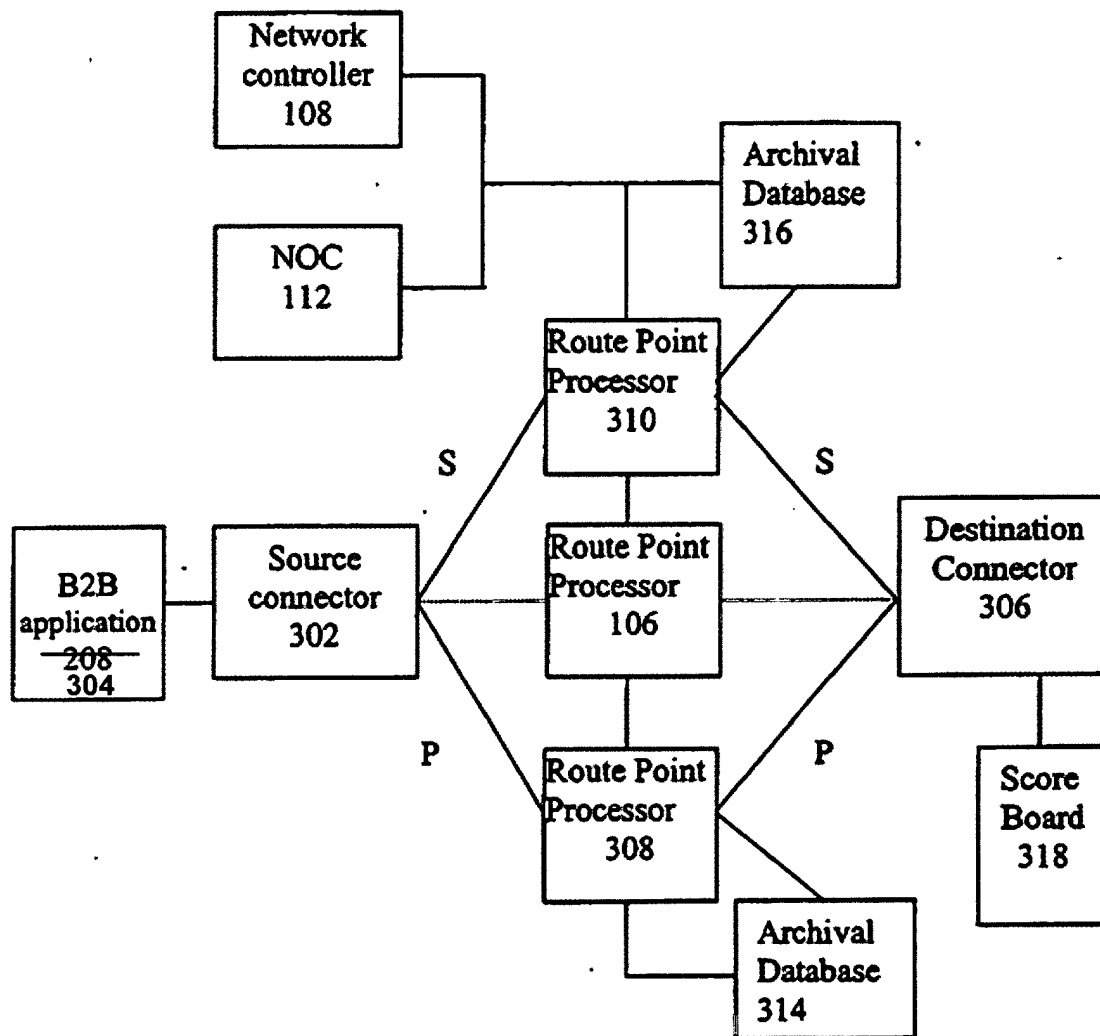 Network
controller
108
Archival
Database
316
NOC
112
Route Point
Processor
310
S
S
B2B
application
208
304
Source
connector
302
Route Point
Processor
106
Destination
Connector
306
P
P
Route Point
Processor
308
Score
Board
318
Archival
Database
314